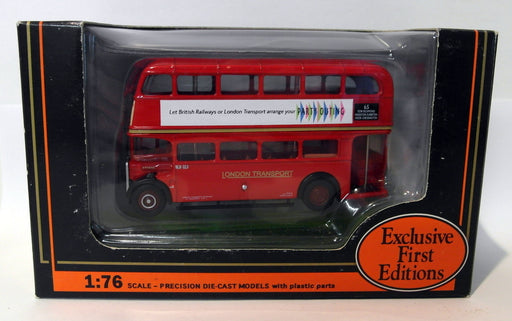 Let British Railways or London Transport arrange your PARTY OUTING
65
LONDON TRANSPORT
Exclusive
First
Editions
1:76 SCALE – PRECISION DIE-CAST MODELS with plastic parts